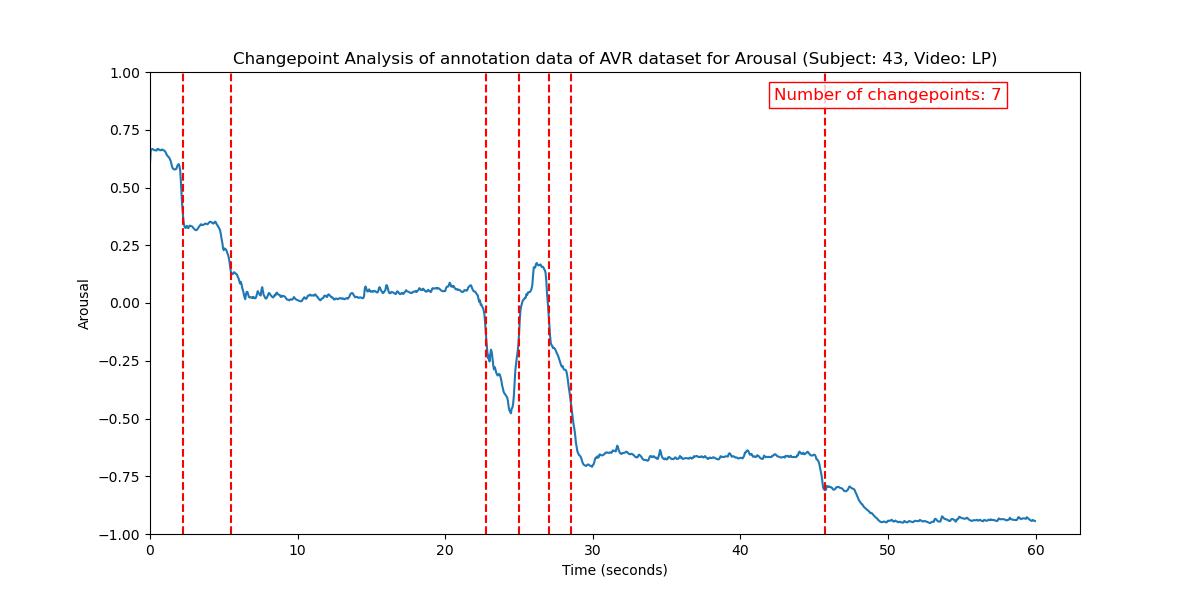 Changepoint Analysis of annotation data of AVR dataset for Arousal (Subject: 43, Video: LP)
Number of changepoints: 7
Arousal
1.00
0.75
0.50
0.25
0.00
−0.25
−0.50
−0.75
−1.00
0 10 20 30 40 50 60
Time (seconds)